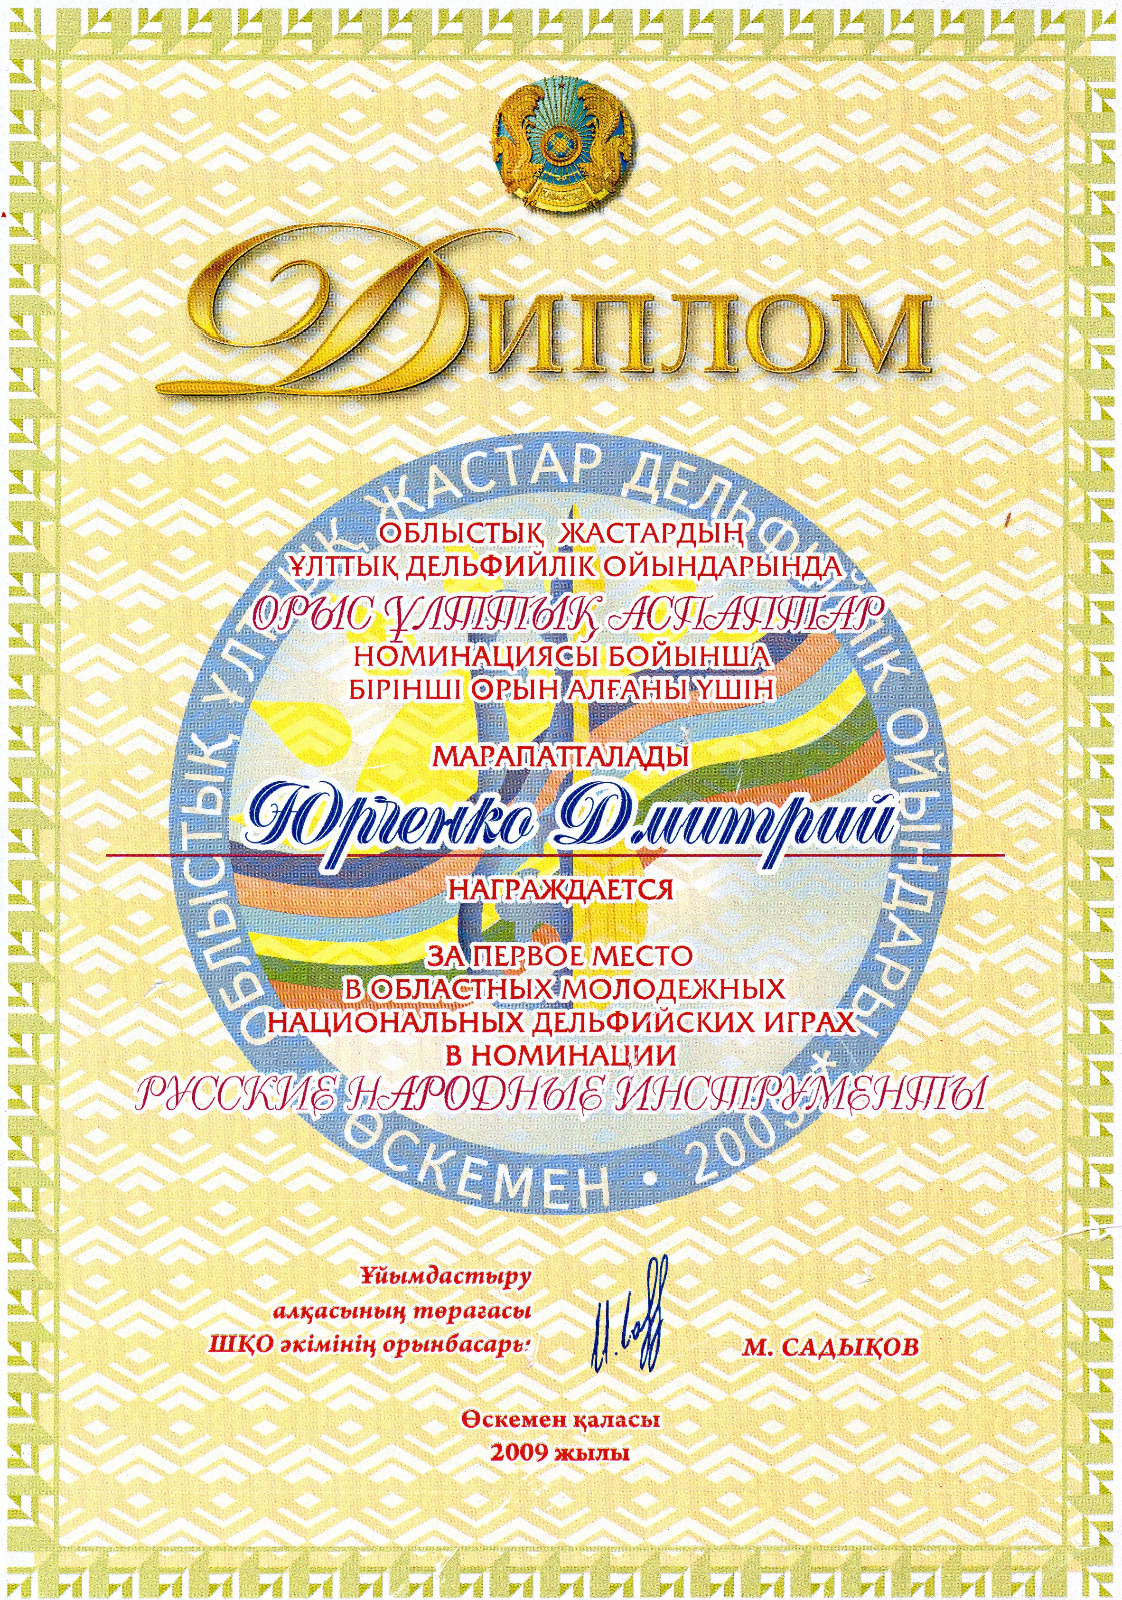 ДИПЛОМ
ОБЛЫСТЫҚ ҰЛТТЫҚ ЖАСТАР ДЕЛЬФИЙЛІК ОЙЫНДАРЫ
* ӨСКЕМЕН • 2009 *
ОБЛЫСТЫҚ ЖАСТАРДЫҢ
ҰЛТТЫҚ ДЕЛЬФИЙЛІК ОЙЫНДАРЫНДА
ОРЫС ҰЛТТЫҚ АСПАПТАР
НОМИНАЦИЯСЫ БОЙЫНША
БІРІНШІ ОРЫН АЛҒАНЫ ҮШІН
МАРАПАТТАЛАДЫ
Юрченко Дмитрий
НАГРАЖДАЕТСЯ
ЗА ПЕРВОЕ МЕСТО
В ОБЛАСТНЫХ МОЛОДЕЖНЫХ
НАЦИОНАЛЬНЫХ ДЕЛЬФИЙСКИХ ИГРАХ
В НОМИНАЦИИ
РУССКИЕ НАРОДНЫЕ ИНСТРУМЕНТЫ
Ұйымдастыру
алқасының төрағасы
ШҚО әкімінің орынбасары
М. САДЫҚОВ
Өскемен қаласы
2009 жылы